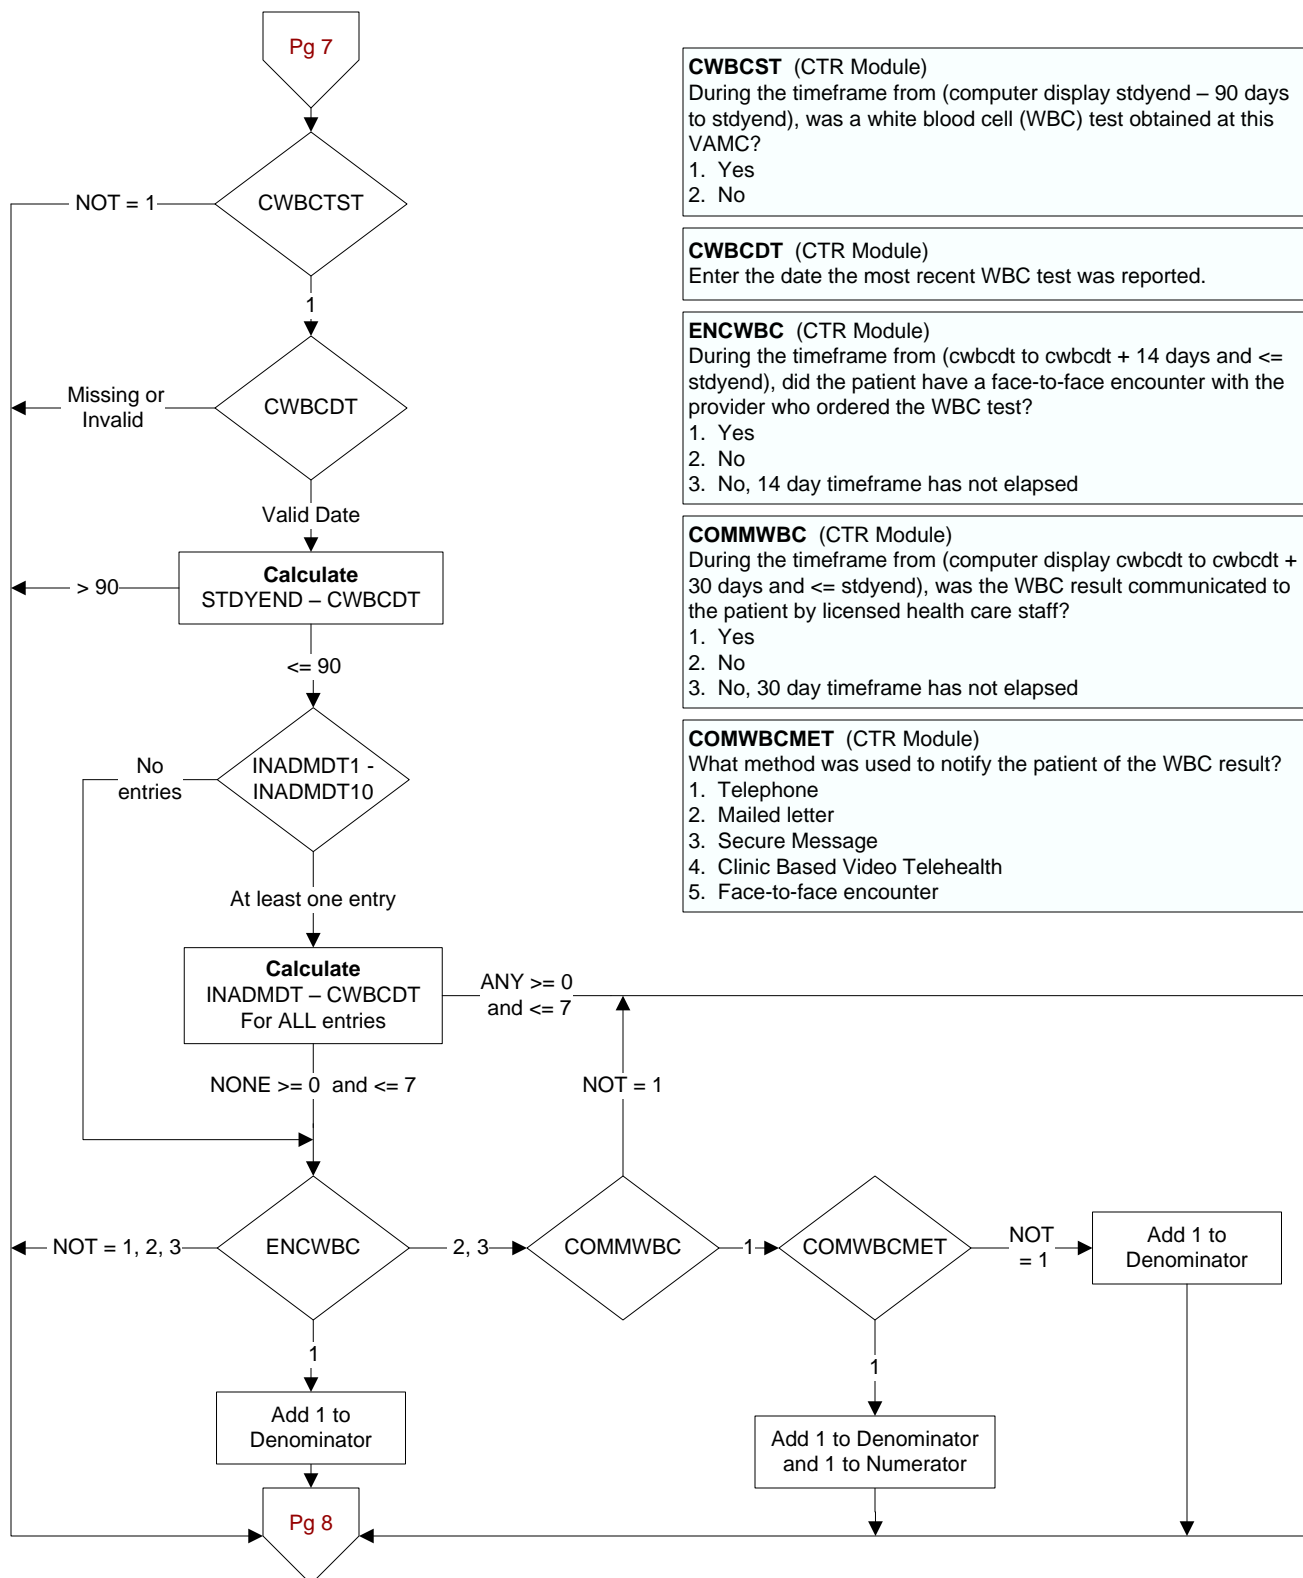 Pg 7
CWBCTST
NOT = 1
1
CWBCDT
Missing or
Invalid
Valid Date
Calculate
STDYEND – CWBCDT
> 90
<= 90
INADMDT1 -
INADMDT10
No
entries
At least one entry
Calculate
INADMDT – CWBCDT
For ALL entries
ANY >= 0
and <= 7
NONE >= 0 and <= 7
NOT = 1
ENCWBC
NOT = 1, 2, 3
2, 3
COMMWBC
1
COMWBCMET
NOT
= 1
Add 1 to
Denominator
1
Add 1 to
Denominator
1
Add 1 to Denominator
and 1 to Numerator
Pg 8
CWBCST (CTR Module)
During the timeframe from (computer display stdyend – 90 days
to stdyend), was a white blood cell (WBC) test obtained at this
VAMC?
1. Yes
2. No
CWBCDT (CTR Module)
Enter the date the most recent WBC test was reported.
ENCWBC (CTR Module)
During the timeframe from (cwbcdt to cwbcdt + 14 days and <=
stdyend), did the patient have a face-to-face encounter with the
provider who ordered the WBC test?
1. Yes
2. No
3. No, 14 day timeframe has not elapsed
COMMWBC (CTR Module)
During the timeframe from (computer display cwbcdt to cwbcdt +
30 days and <= stdyend), was the WBC result communicated to
the patient by licensed health care staff?
1. Yes
2. No
3. No, 30 day timeframe has not elapsed
COMWBCMET (CTR Module)
What method was used to notify the patient of the WBC result?
1. Telephone
2. Mailed letter
3. Secure Message
4. Clinic Based Video Telehealth
5. Face-to-face encounter